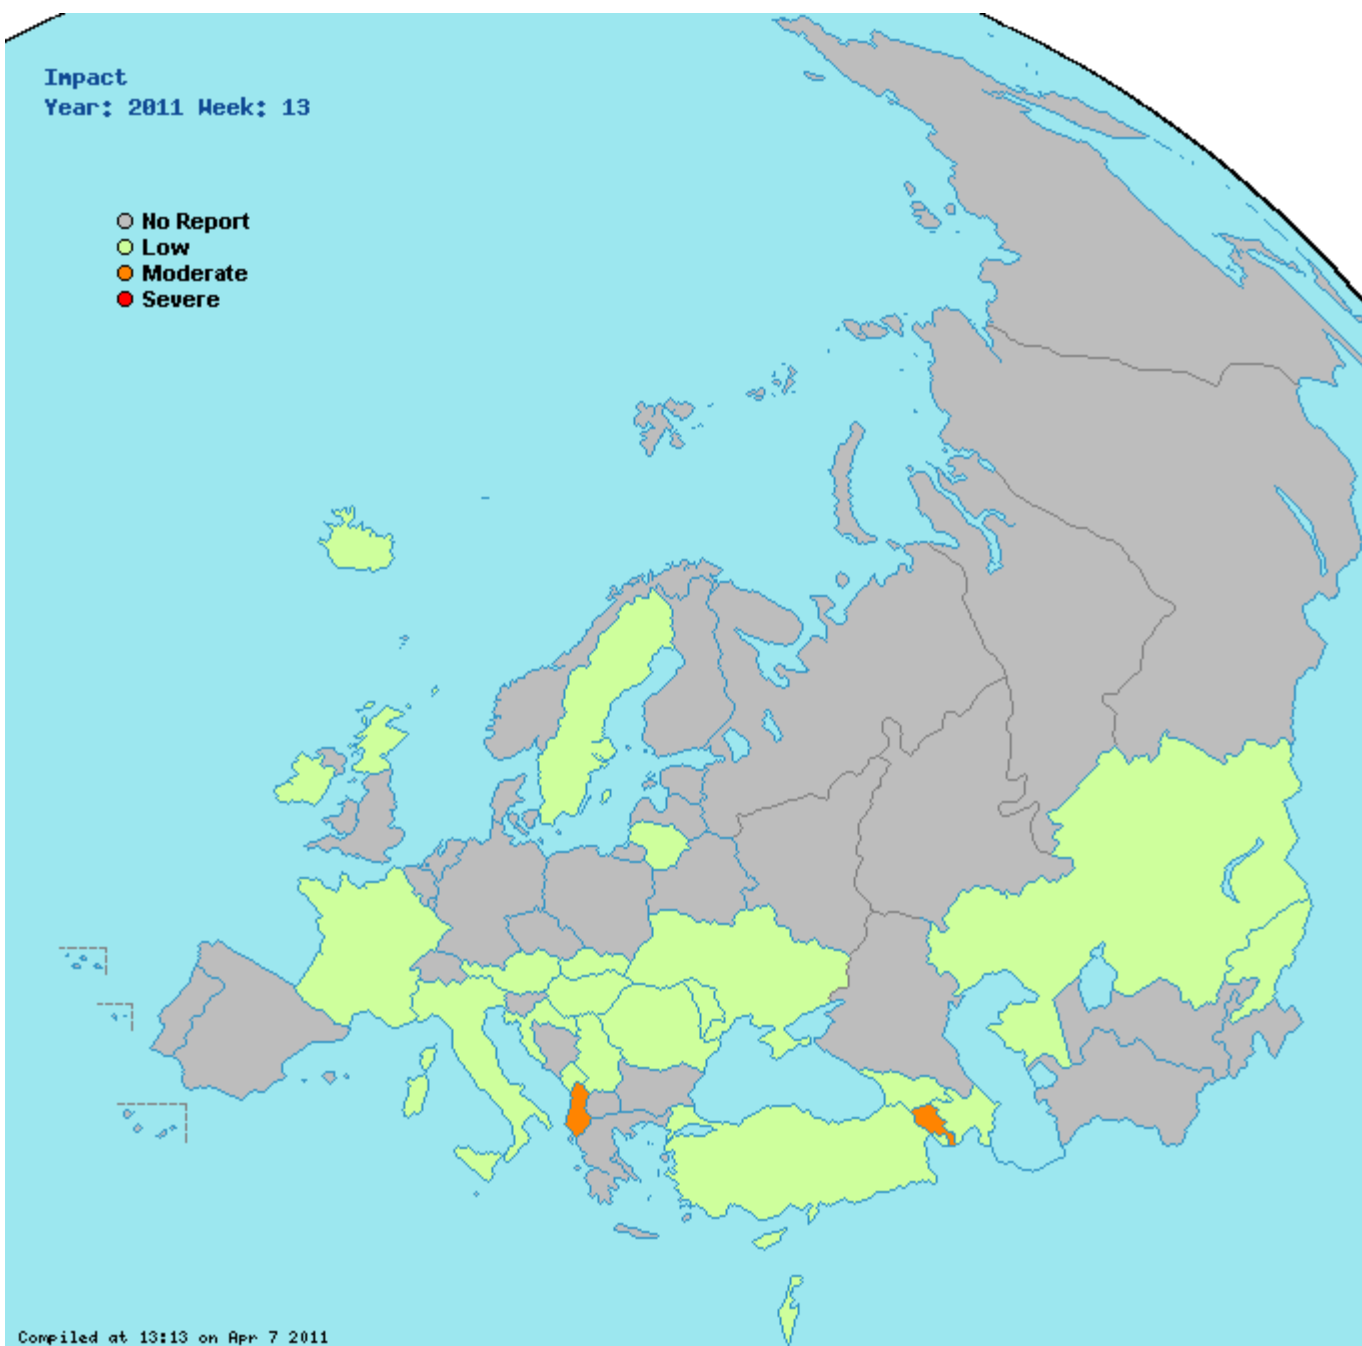 Impact
Year: 2011 Week: 13
No Report
Low
Moderate
Severe
Compiled at 13:13 on Apr 7 2011